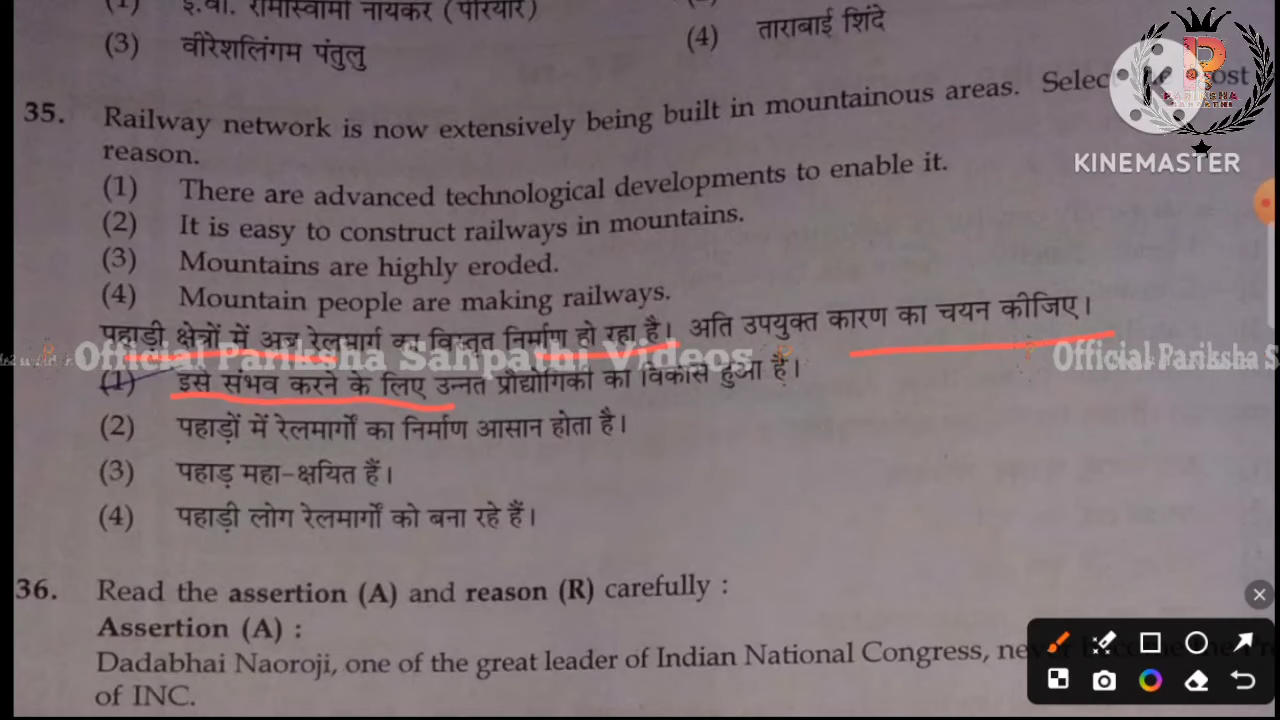 (1) इ.वी. रामास्वामी नायकर (पेरियार)
(3) वीरेशलिंगम पंतुलु
(4) ताराबाई शिंदे
35. Railway network is now extensively being built in mountainous areas. Select ost
reason.
(1) There are advanced technological developments to enable it.
(2) It is easy to construct railways in mountains.
(3) Mountains are highly eroded.
(4) Mountain people are making railways.
पहाड़ी क्षेत्रों में अब रेलमार्ग का विस्तृत निर्माण हो रहा है। अति उपयुक्त कारण का चयन कीजिए।
(1) इसे संभव करने के लिए उन्नत प्रौद्योगिकी का विकास हुआ है।
(2) पहाड़ों में रेलमार्गों का निर्माण आसान होता है।
(3) पहाड़ महा-क्षयित हैं।
(4) पहाड़ी लोग रेलमार्गों को बना रहे हैं।
36. Read the assertion (A) and reason (R) carefully :
Assertion (A) :
Dadabhai Naoroji, one of the great leader of Indian National Congress,
of INC.
KINEMASTER
PARIKSHA
Official Pariksha Sanpathi Videos
Official Pariksha S